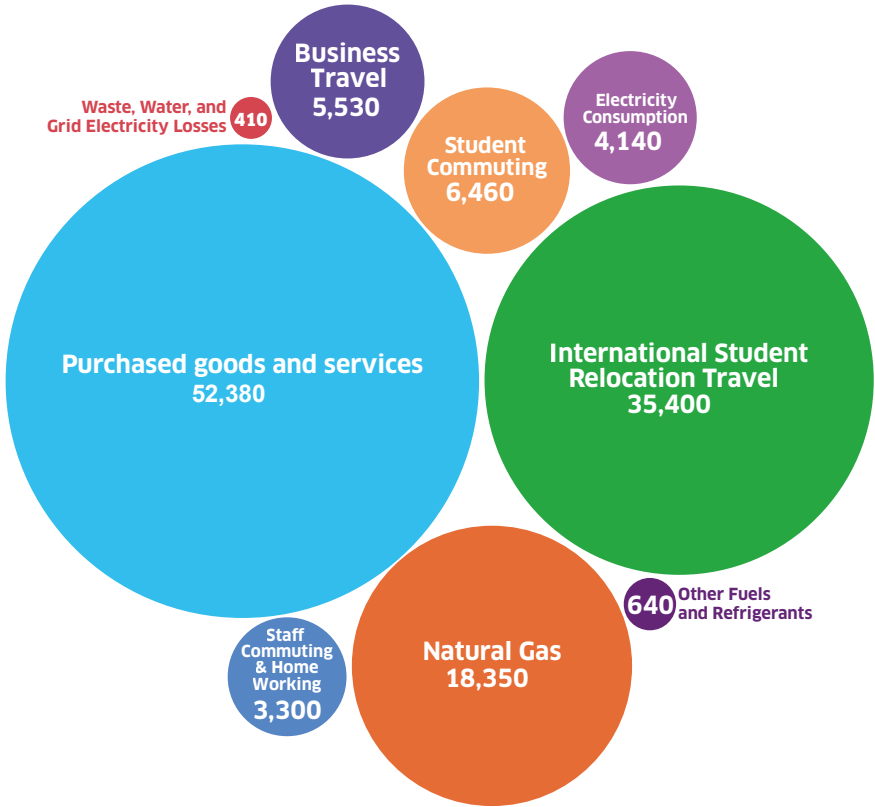 Business
Travel
5,530
Waste, Water, and
Grid Electricity Losses
410
Electricity
Consumption
4,140
Student
Commuting
6,460
Purchased goods and services
52,380
International Student
Relocation Travel
35,400
640
Other Fuels
and Refrigerants
Staff
Commuting
& Home
Working
3,300
Natural Gas
18,350